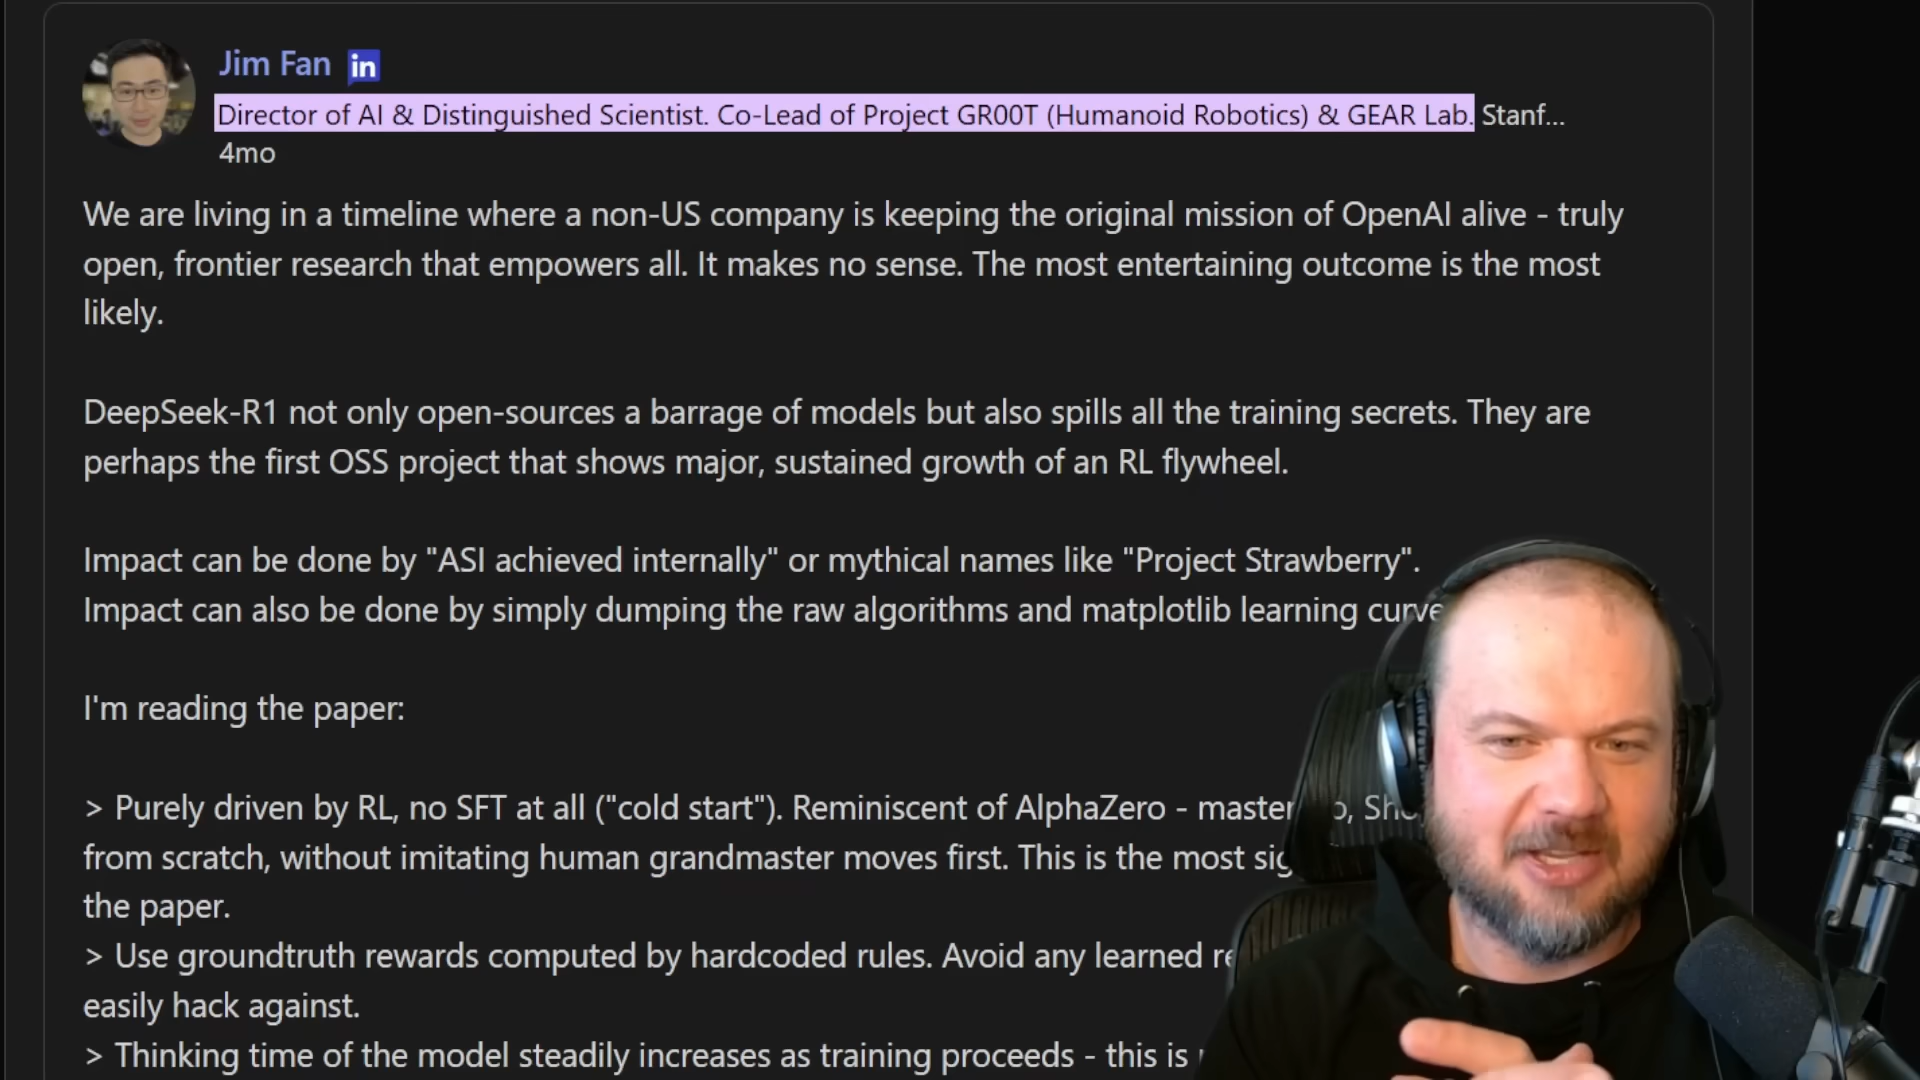 Jim Fan in
Director of AI & Distinguished Scientist. Co-Lead of Project GR00T (Humanoid Robotics) & GEAR Lab. Stanf...
4mo
We are living in a timeline where a non-US company is keeping the original mission of OpenAI alive - truly
open, frontier research that empowers all. It makes no sense. The most entertaining outcome is the most
likely.
DeepSeek-R1 not only open-sources a barrage of models but also spills all the training secrets. They are
perhaps the first OSS project that shows major, sustained growth of an RL flywheel.
Impact can be done by "ASI achieved internally" or mythical names like "Project Strawberry".
Impact can also be done by simply dumping the raw algorithms and matplotlib learning curve
I'm reading the paper:
> Purely driven by RL, no SFT at all ("cold start"). Reminiscent of AlphaZero - master
from scratch, without imitating human grandmaster moves first. This is the most sig
the paper.
> Use groundtruth rewards computed by hardcoded rules. Avoid any learned re
easily hack against.
> Thinking time of the model steadily increases as training proceeds - this is